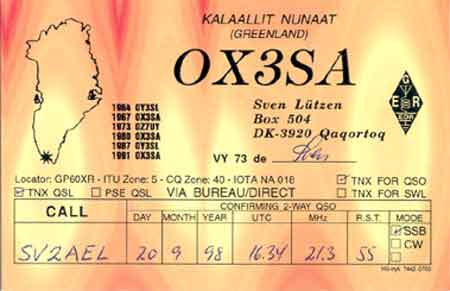 KALAALLIT NUNAAT
(GREENLAND)
OX3SA
1964 OY3SL
1967 OX3SA
1973 OZ7UY
1980 OX3SA
1987 OY3SL
1991 OX3SA
Sven Lützen
Box 504
DK-3920 Qaqortoq
E R
EDR
VY 73 de Sven
Locator: GP60XR - ITU Zone: 5 - CQ Zone: 40 - IOTA NA 018
TNX FOR QSO
TNX QSL PSE QSL VIA BUREAU/DIRECT TNX FOR SWL
CALL
CONFIRMING 2-WAY QSO
DAY MONTH YEAR UTC MHz R.S.T. MODE
SSB
CW
SV2AEL 20 9 98 16.34 21.3 55